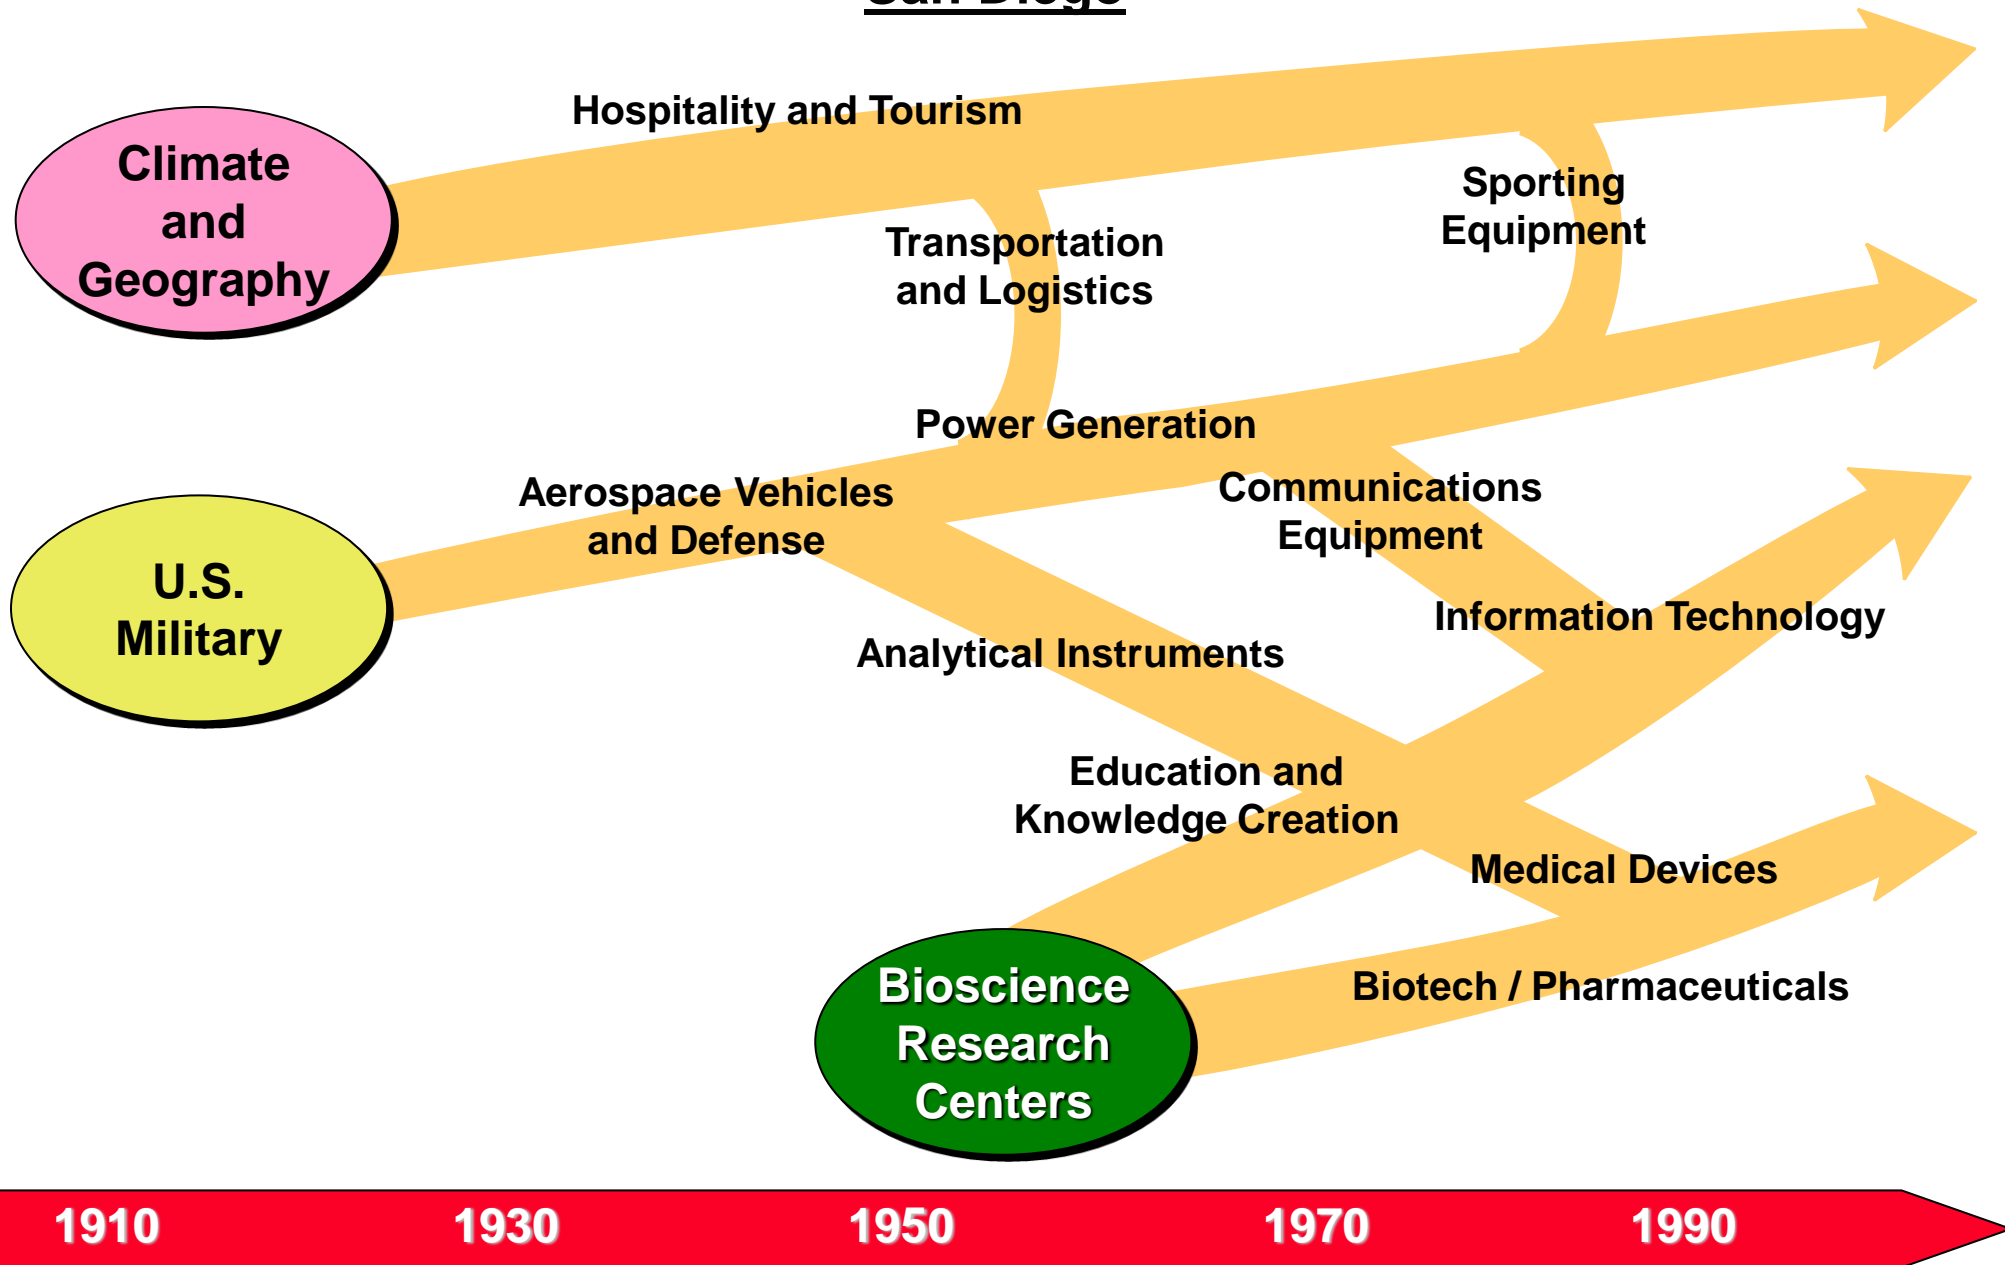 San Diego
Hospitality and Tourism
Climate
and
Geography
Sporting
Equipment
Transportation
and Logistics
Power Generation
Aerospace Vehicles
and Defense
Communications
Equipment
U.S.
Military
Information Technology
Analytical Instruments
Education and
Knowledge Creation
Medical Devices
Bioscience
Research
Centers
Biotech / Pharmaceuticals
1910 1930 1950 1970 1990